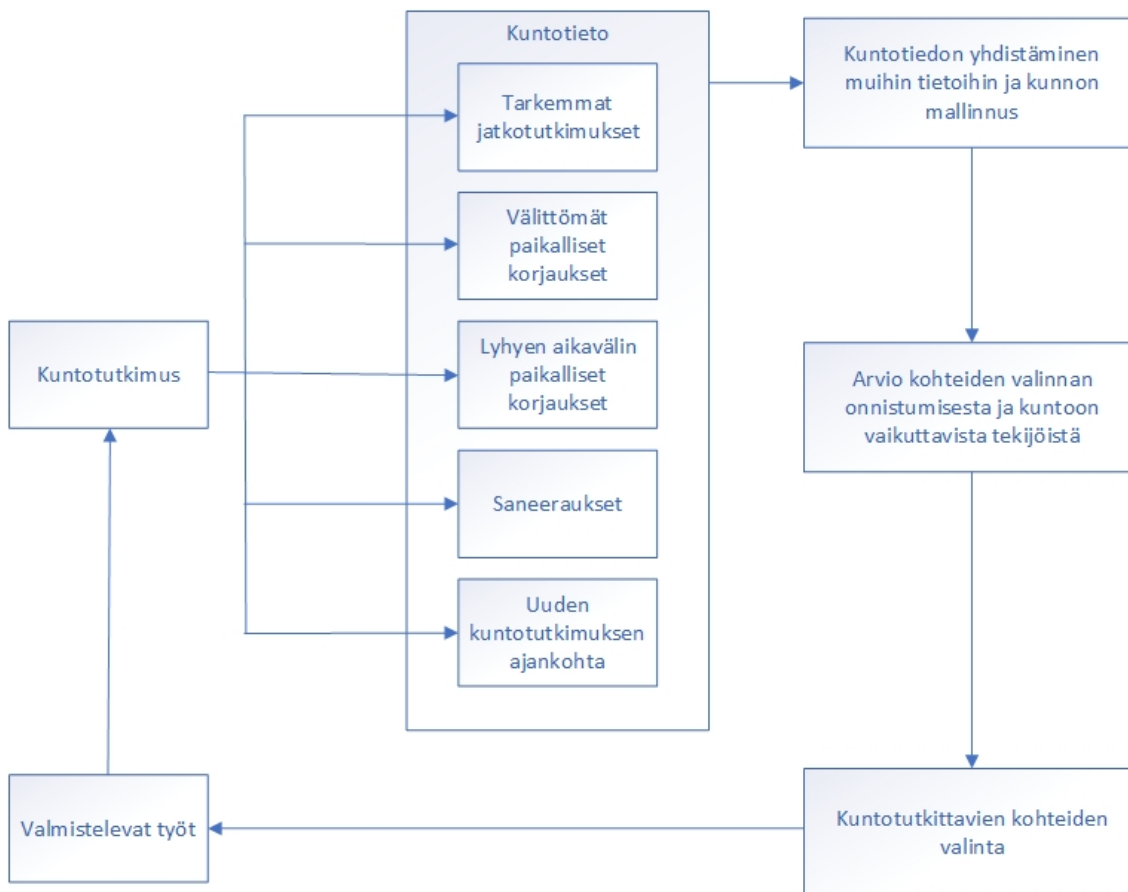 Kuntotieto
Tarkemmat
jatkotutkimukset
Välittömät
paikalliset
korjaukset
Lyhyen aikavälin
paikalliset
korjaukset
Saneeraukset
Uuden
kuntotutkimuksen
ajankohta
Kuntotutkimus
Valmistelevat työt
Kuntotiedon yhdistäminen
muihin tietoihin ja kunnon
mallinnus
Arvio kohteiden valinnan
onnistumisesta ja kuntoon
vaikuttavista tekijöistä
Kuntotutkittavien kohteiden
valinta